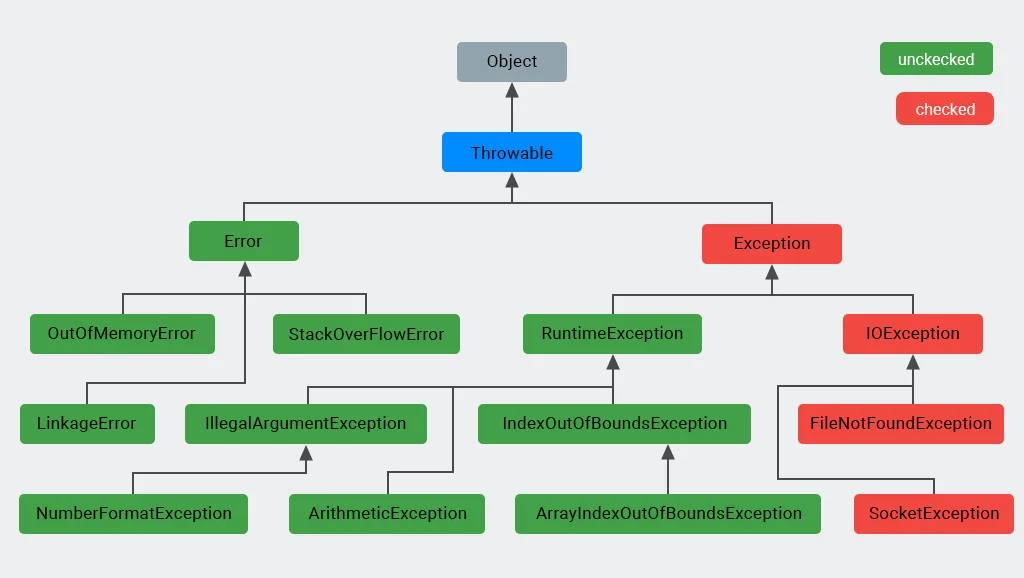 Object
unckecked
checked
Throwable
Error
Exception
OutOfMemoryError
StackOverFlowError
RuntimeException
IOException
LinkageError
IllegalArgumentException
IndexOutOfBoundsException
FileNotFoundException
NumberFormatException
ArithmeticException
ArrayIndexOutOfBoundsException
SocketException